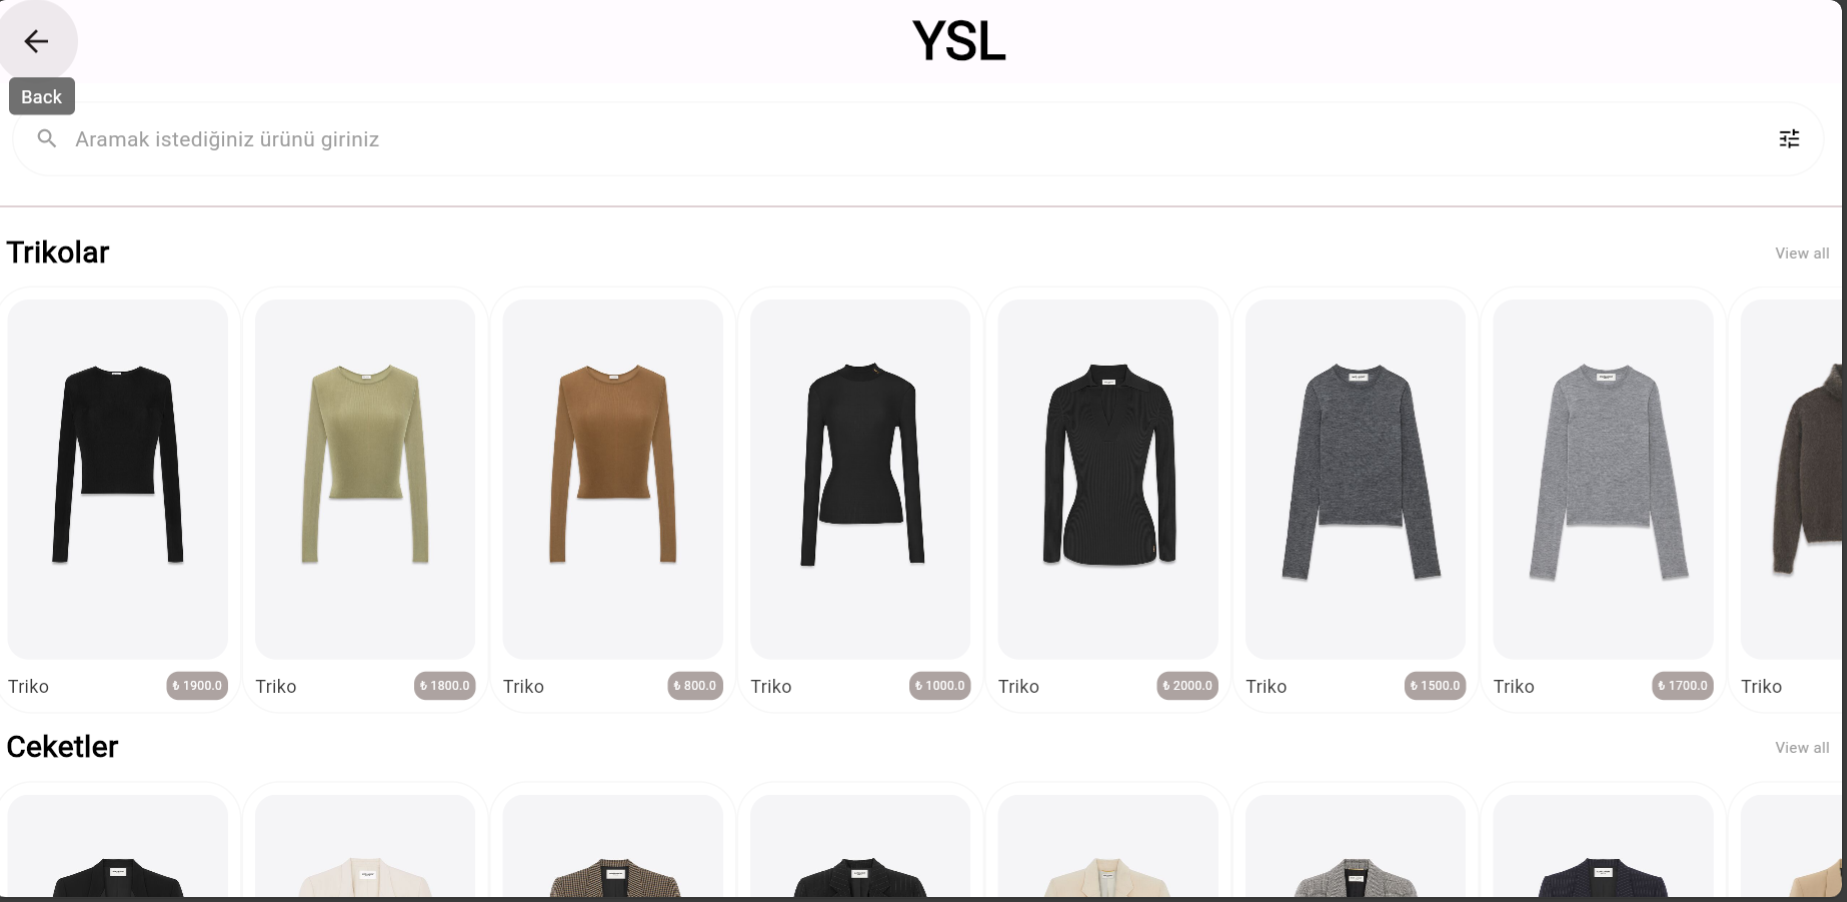 YSL
Back
Aramak istediğiniz ürünü giriniz
Trikolar View all
Triko ₺ 1900.0 Triko ₺ 1800.0 Triko ₺ 800.0 Triko ₺ 1000.0 Triko ₺ 2000.0 Triko ₺ 1500.0 Triko ₺ 1700.0 Triko
Ceketler View all